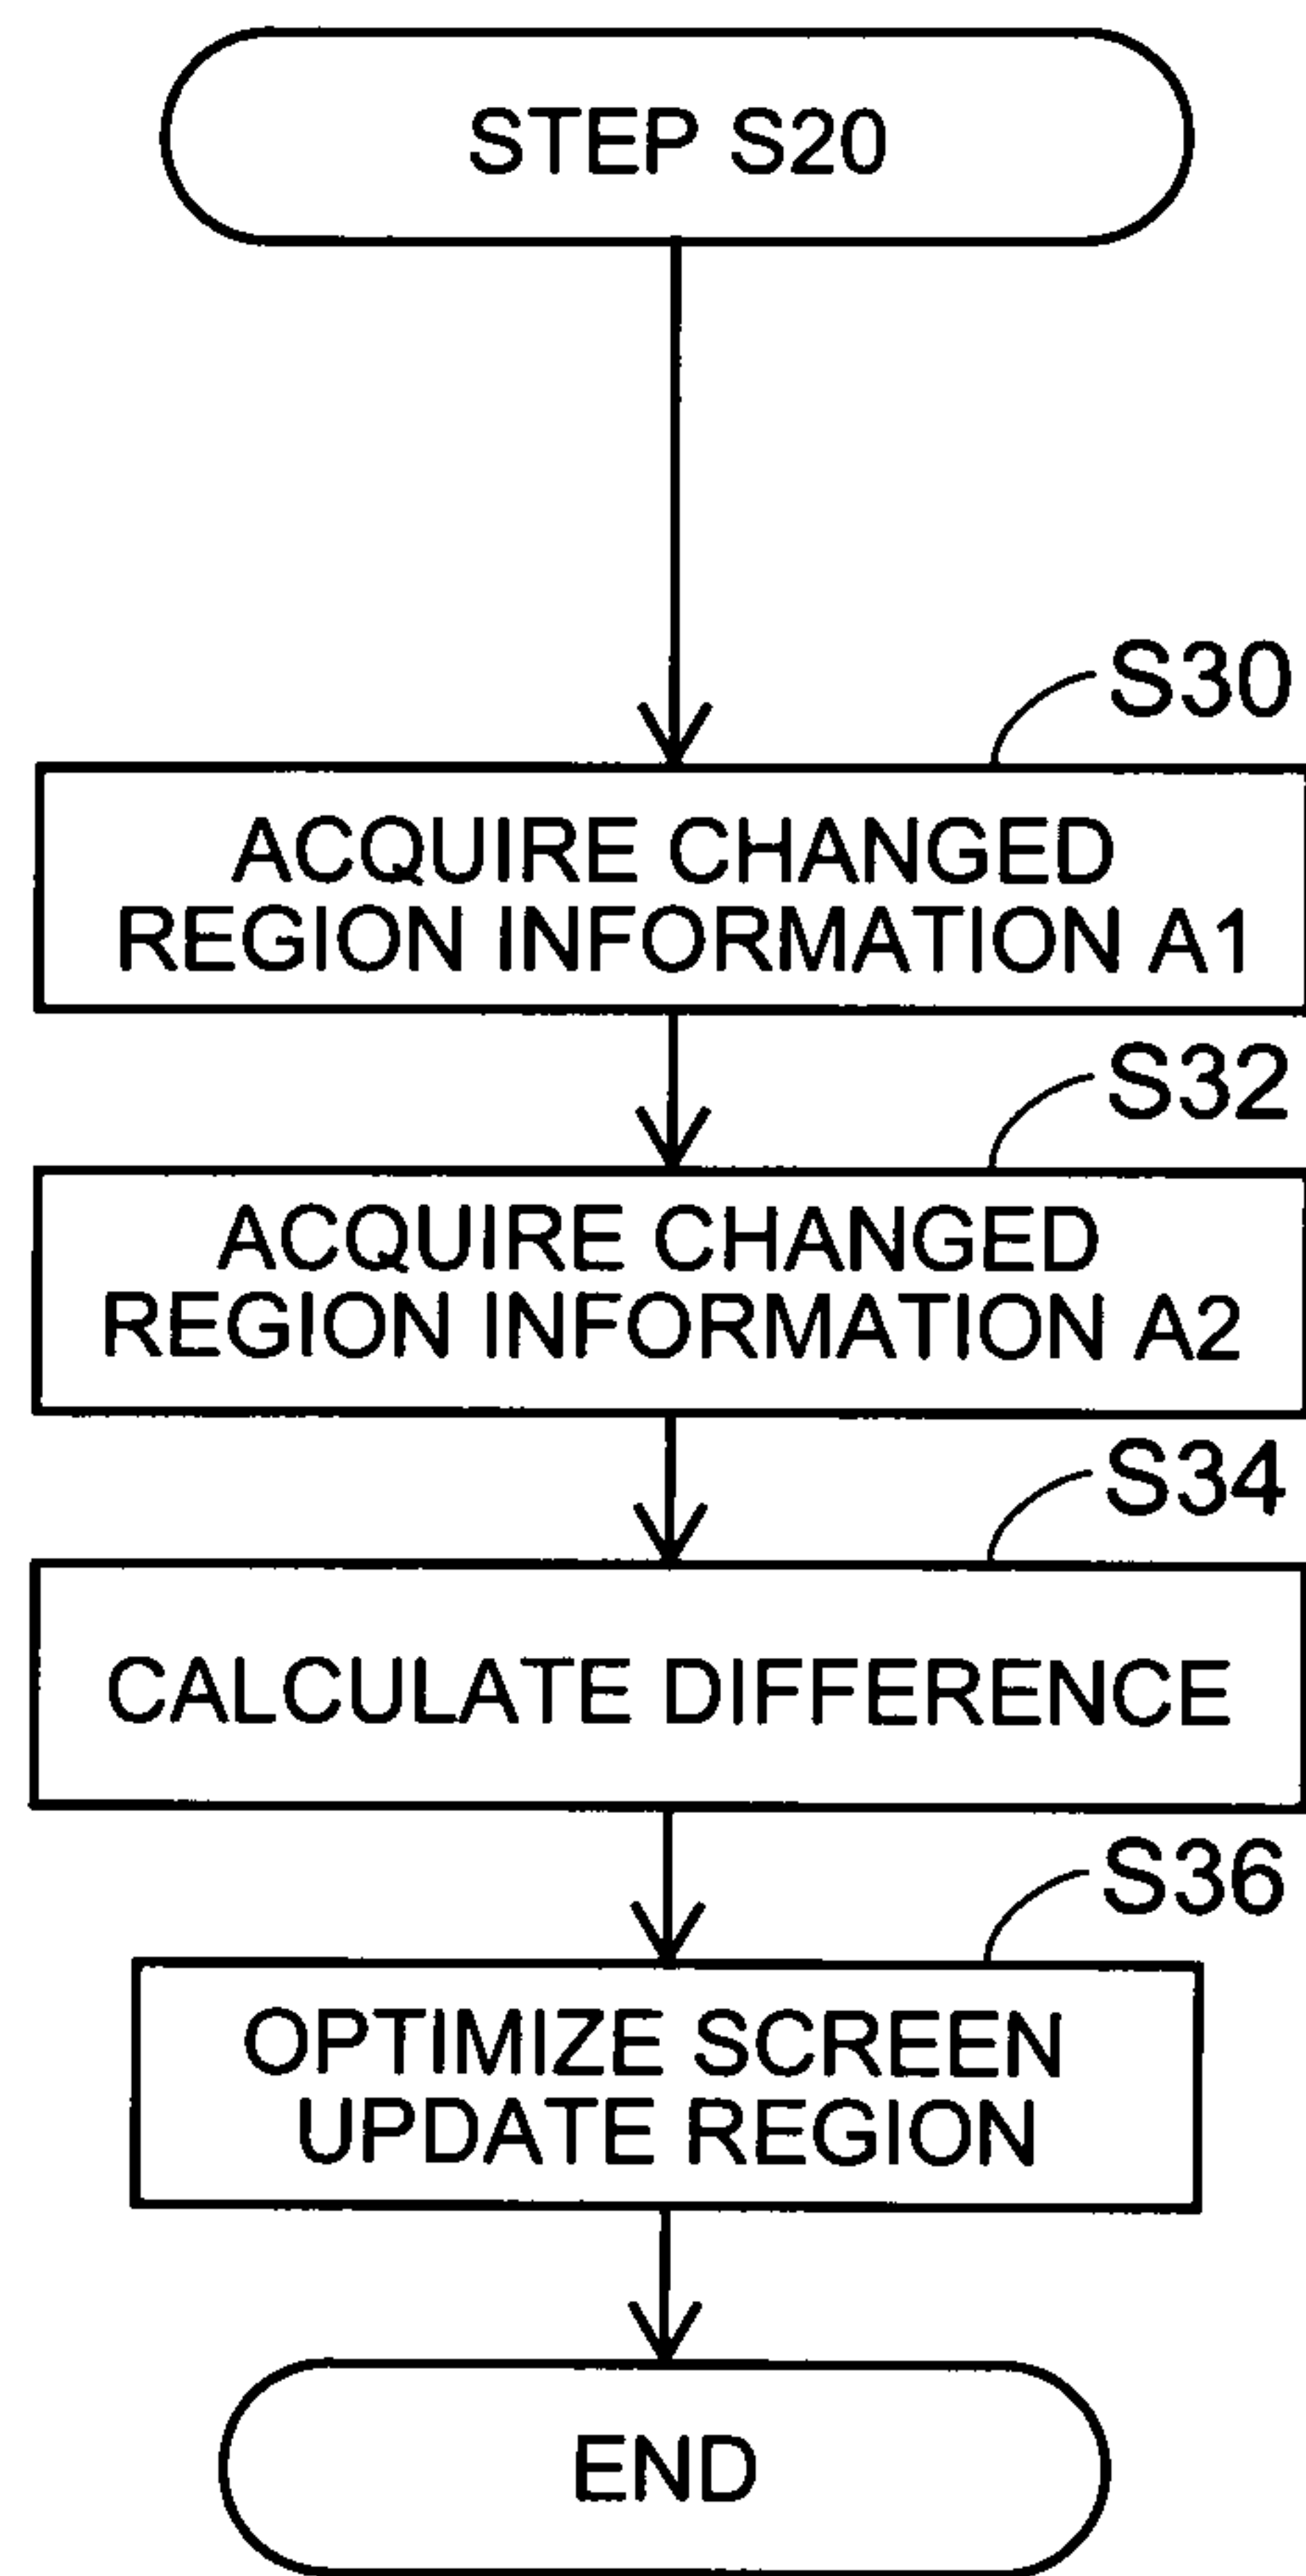 STEP S20
S30
ACQUIRE CHANGED
REGION INFORMATION A1
S32
ACQUIRE CHANGED
REGION INFORMATION A2
S34
CALCULATE DIFFERENCE
S36
OPTIMIZE SCREEN
UPDATE REGION
END